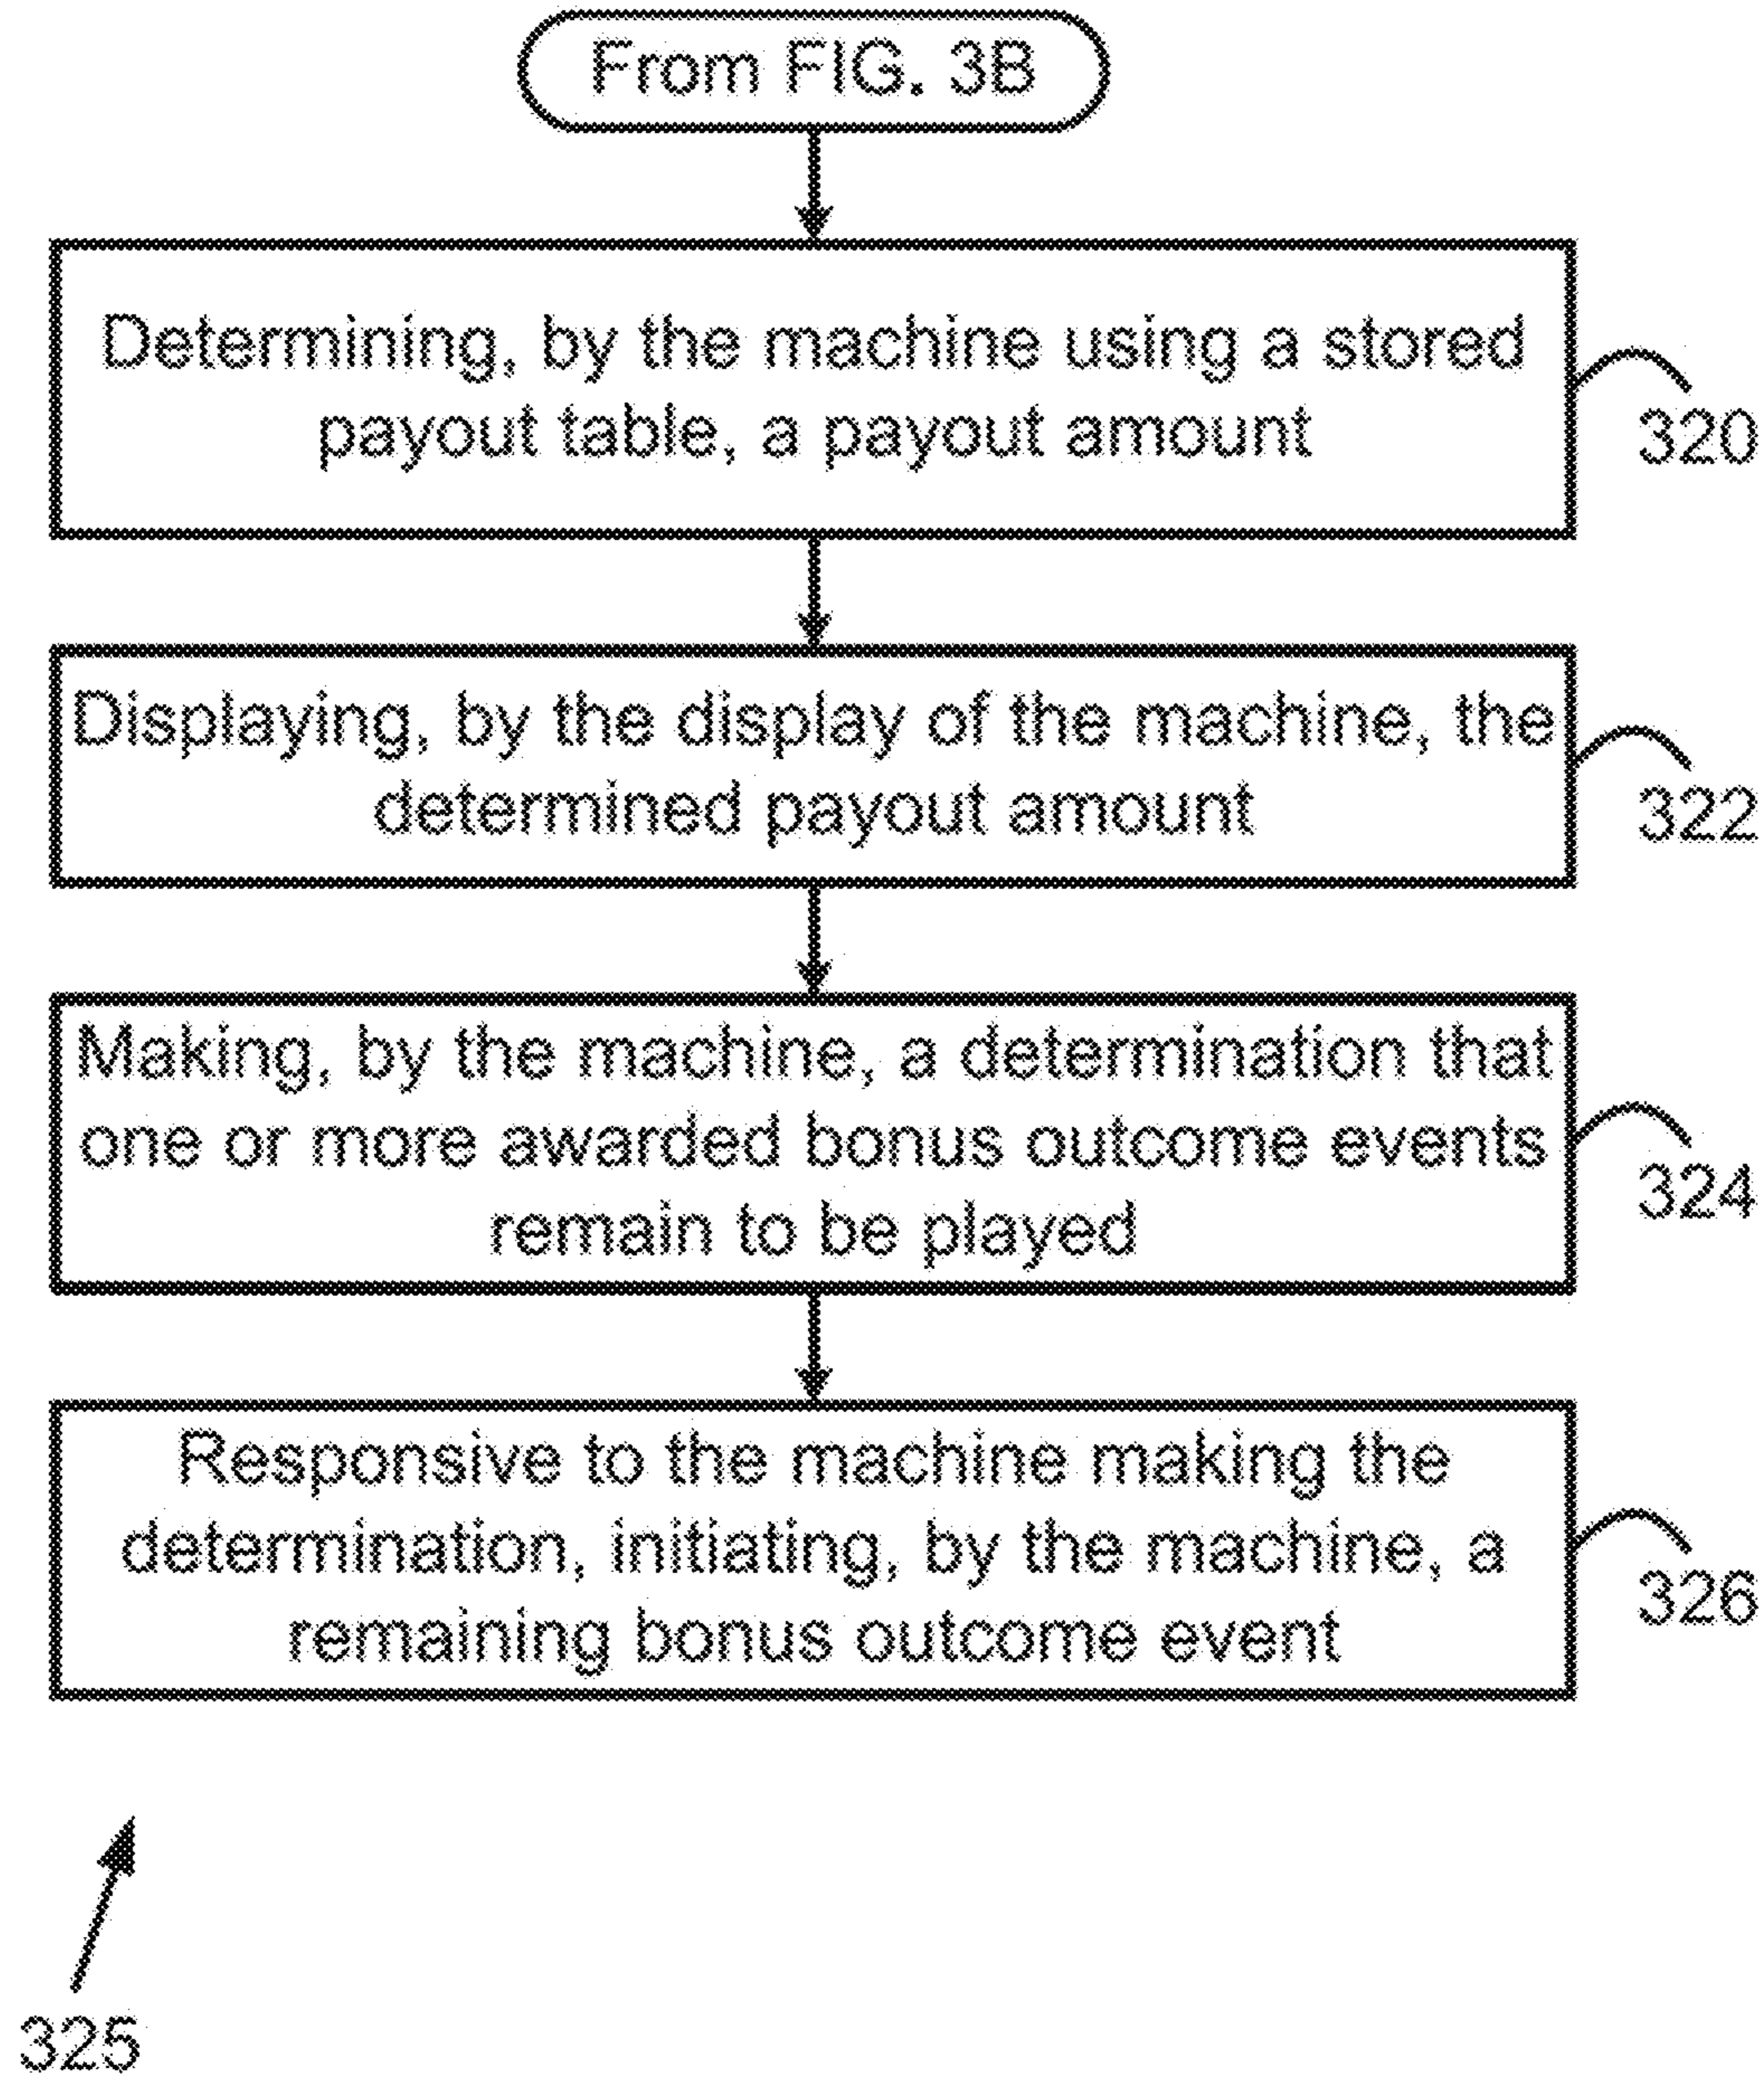 From FIG. 3B
Determining, by the machine using a stored
payout table, a payout amount
320
Displaying, by the display of the machine, the
determined payout amount
322
Making, by the machine, a determination that
one or more awarded bonus outcome events
remain to be played
324
Responsive to the machine making the
determination, initiating, by the machine, a
remaining bonus outcome event
326
325